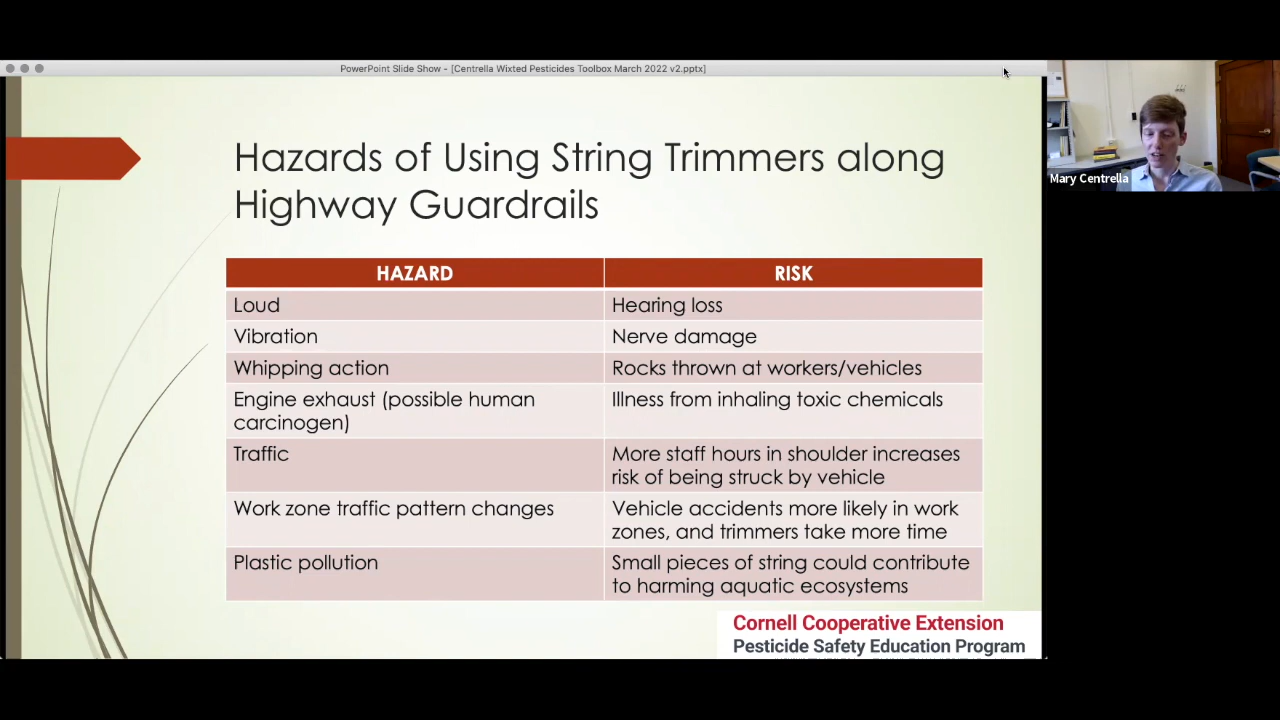 PowerPoint Slide Show - [Centrella Wixted Pesticides Toolbox March 2022 v2.pptx]
Hazards of Using String Trimmers along
Highway Guardrails
HAZARD RISK
Loud Hearing loss
Vibration Nerve damage
Whipping action Rocks thrown at workers/vehicles
Engine exhaust (possible human
carcinogen)
Illness from inhaling toxic chemicals
Traffic
More staff hours in shoulder increases
risk of being struck by vehicle
Work zone traffic pattern changes
Vehicle accidents more likely in work
zones, and trimmers take more time
Plastic pollution
Small pieces of string could contribute
to harming aquatic ecosystems
Cornell Cooperative Extension
Pesticide Safety Education Program
Mary Centrella